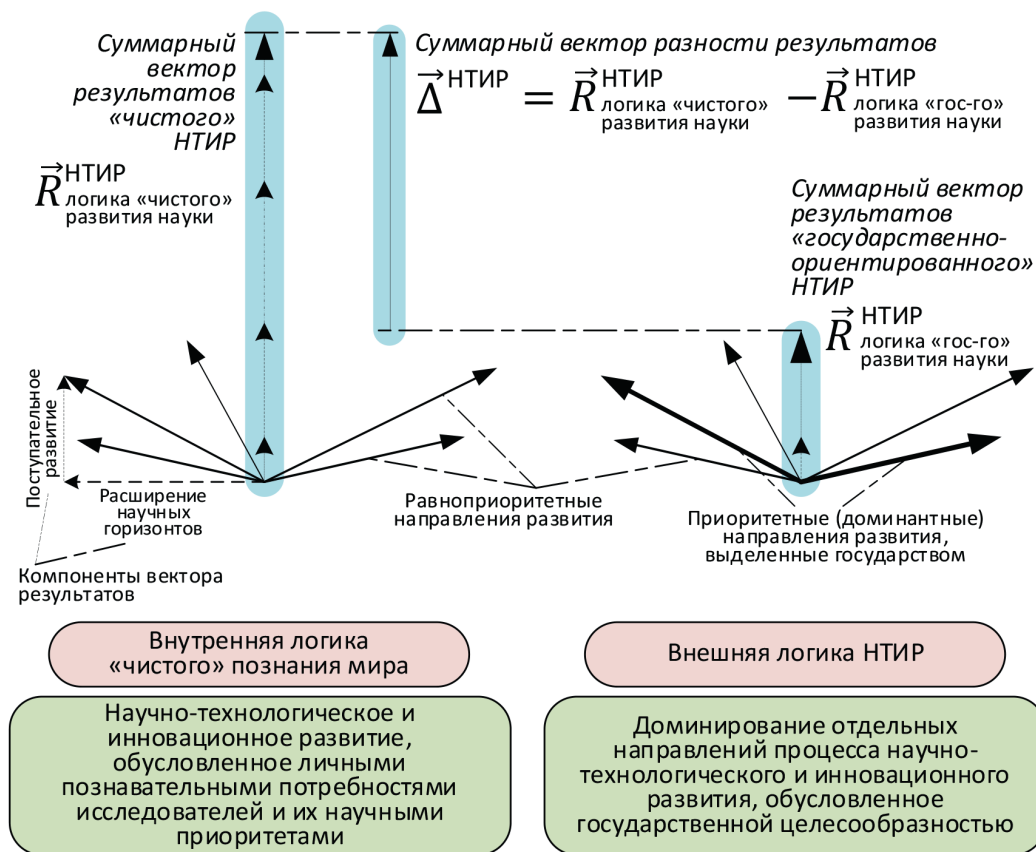 Суммарный
вектор
результатов
«чистого»
НТИР
R НТИР
логика «чистого»
развития науки
Суммарный вектор разности результатов
Δ НТИР = R НТИР логика «чистого» развития науки − R НТИР логика «гос-го» развития науки
Суммарный вектор
результатов
«государственно-
ориентированного»
НТИР
R НТИР
логика «гос-го»
развития науки
Поступательное
развитие
Расширение
научных
горизонтов
Компоненты вектора
результатов
Равноприоритетные
направления развития
Приоритетные (доминантные)
направления развития,
выделенные государством
Внутренняя логика
«чистого» познания мира
Внешняя логика НТИР
Научно-технологическое и
инновационное развитие,
обусловленное личными
познавательными потребностями
исследователей и их научными
приоритетами
Доминирование отдельных
направлений процесса научно-
технологического и инновационного
развития, обусловленное
государственной целесообразностью